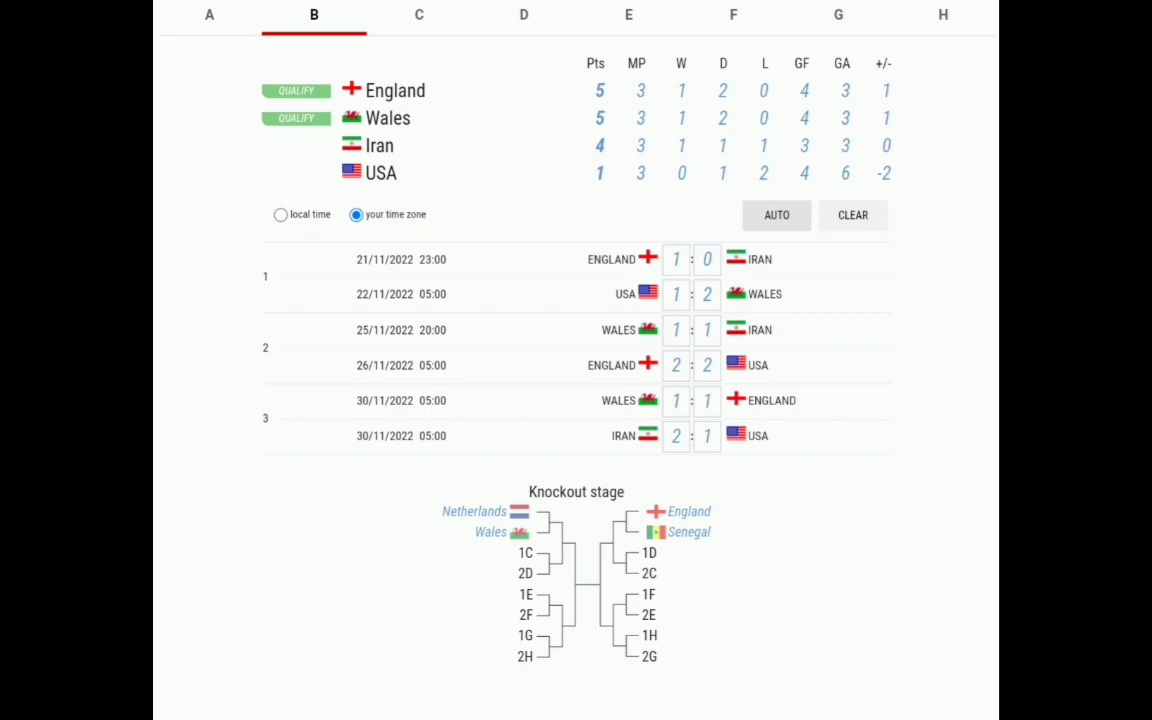 A B C D E F G H
Pts MP W D L GF GA +/-
QUALIFY England 5 3 1 2 0 4 3 1
QUALIFY Wales 5 3 1 2 0 4 3 1
Iran 4 3 1 1 1 3 3 0
USA 1 3 0 1 2 4 6 -2
local time your time zone AUTO CLEAR
1
21/11/2022 23:00 ENGLAND 1 : 0 IRAN
22/11/2022 05:00 USA 1 : 2 WALES
2
25/11/2022 20:00 WALES 1 : 1 IRAN
26/11/2022 05:00 ENGLAND 2 : 2 USA
3
30/11/2022 05:00 WALES 1 : 1 ENGLAND
30/11/2022 05:00 IRAN 2 : 1 USA
Knockout stage
Netherlands England
Wales Senegal
1C 1D
2D 2C
1E 1F
2F 2E
1G 1H
2H 2G